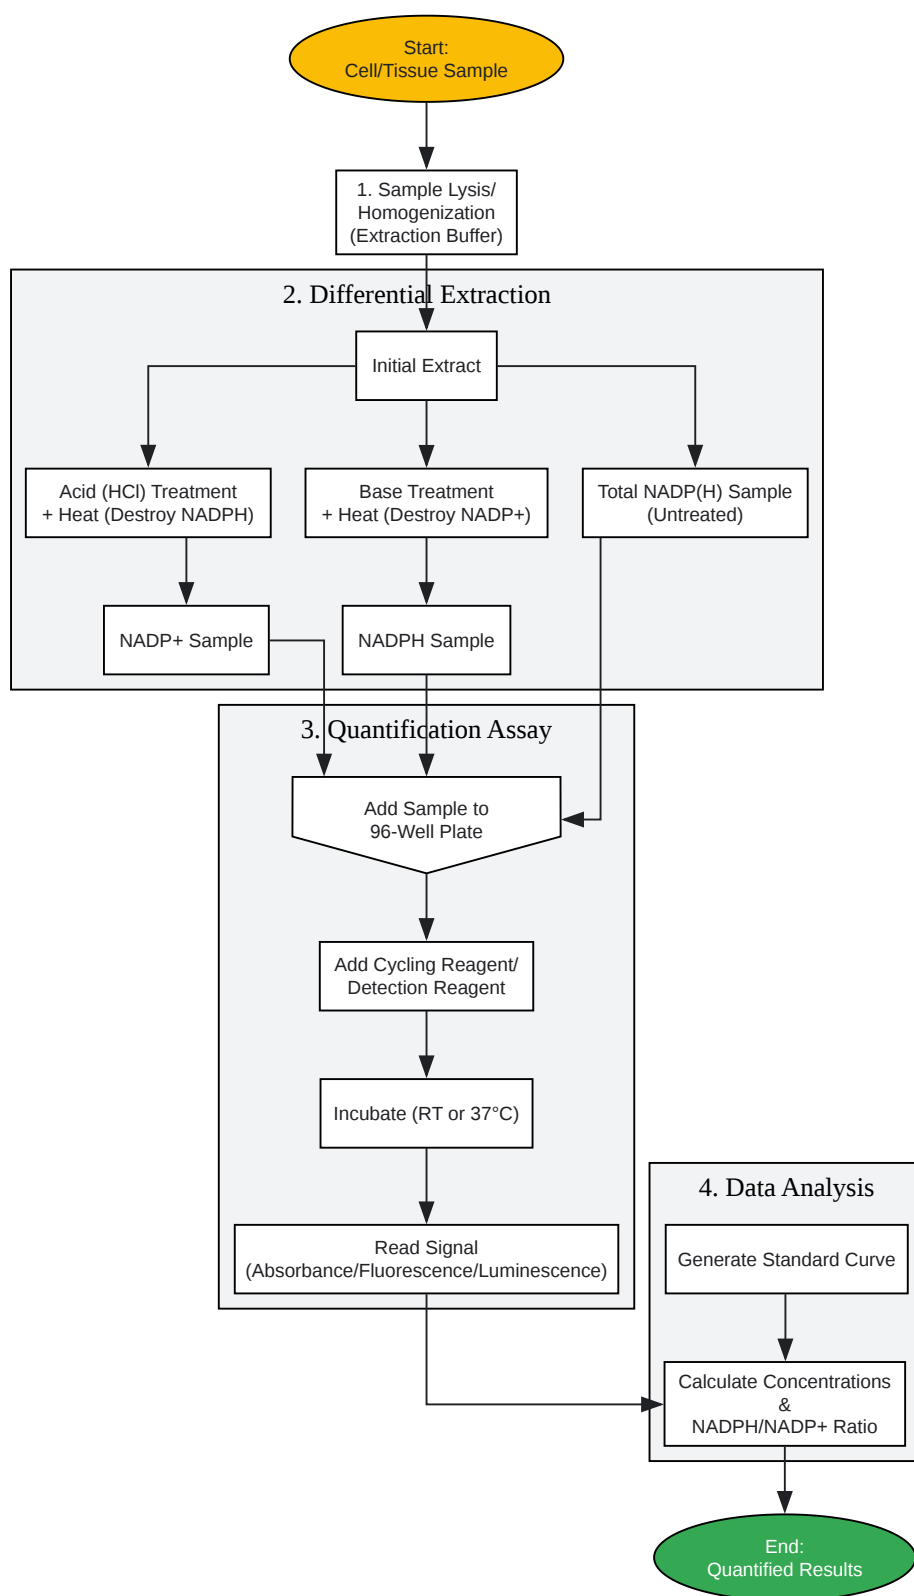 Start:
Cell/Tissue Sample
1. Sample Lysis/
Homogenization
(Extraction Buffer)
2. Differential Extraction
Initial Extract
Acid (HCl) Treatment
+ Heat (Destroy NADPH)
Base Treatment
+ Heat (Destroy NADP+)
Total NADP(H) Sample
(Untreated)
NADP+ Sample
NADPH Sample
3. Quantification Assay
Add Sample to
96-Well Plate
Add Cycling Reagent/
Detection Reagent
Incubate (RT or 37°C)
Read Signal
(Absorbance/Fluorescence/Luminescence)
4. Data Analysis
Generate Standard Curve
Calculate Concentrations
&
NADPH/NADP+ Ratio
End:
Quantified Results